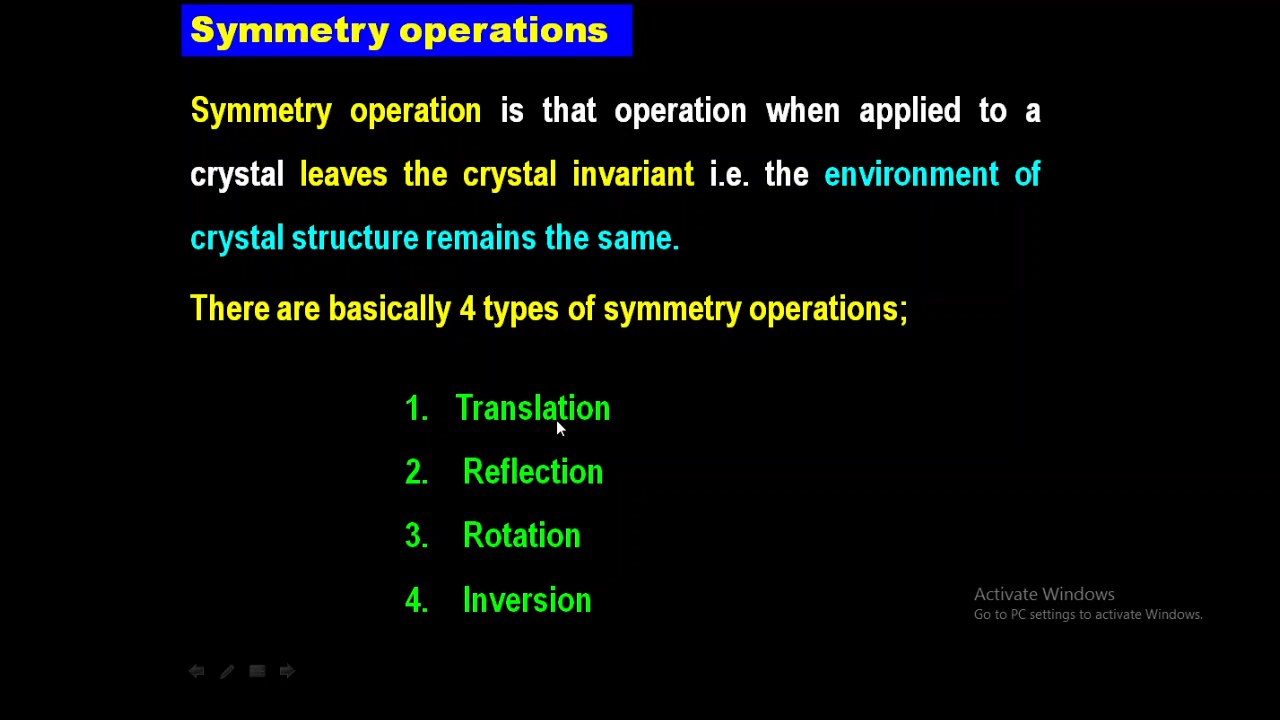 Symmetry operations
Symmetry operation is that operation when applied to a
crystal leaves the crystal invariant i.e. the environment of
crystal structure remains the same.
There are basically 4 types of symmetry operations;
1. Translation
2. Reflection
3. Rotation
4. Inversion
Activate Windows
Go to PC settings to activate Windows.